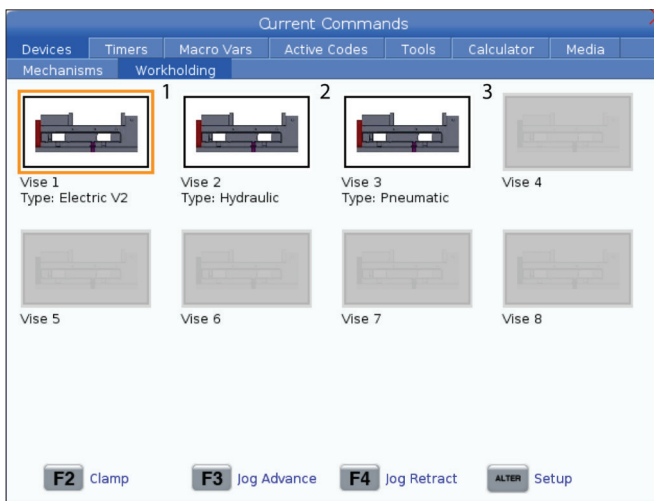 Current Commands
Devices Timers Macro Vars Active Codes Tools Calculator Media
Mechanisms Workholding
1 2 3
Vise 1 Vise 2 Vise 3 Vise 4
Type: Electric V2 Type: Hydraulic Type: Pneumatic
Vise 5 Vise 6 Vise 7 Vise 8
F2 Clamp F3 Jog Advance F4 Jog Retract ALTER Setup